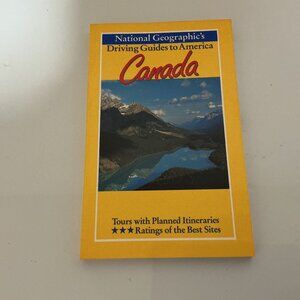 National Geographic's
Driving Guides to America
Canada
Tours with Planned Itineraries
★★★Ratings of the Best Sites